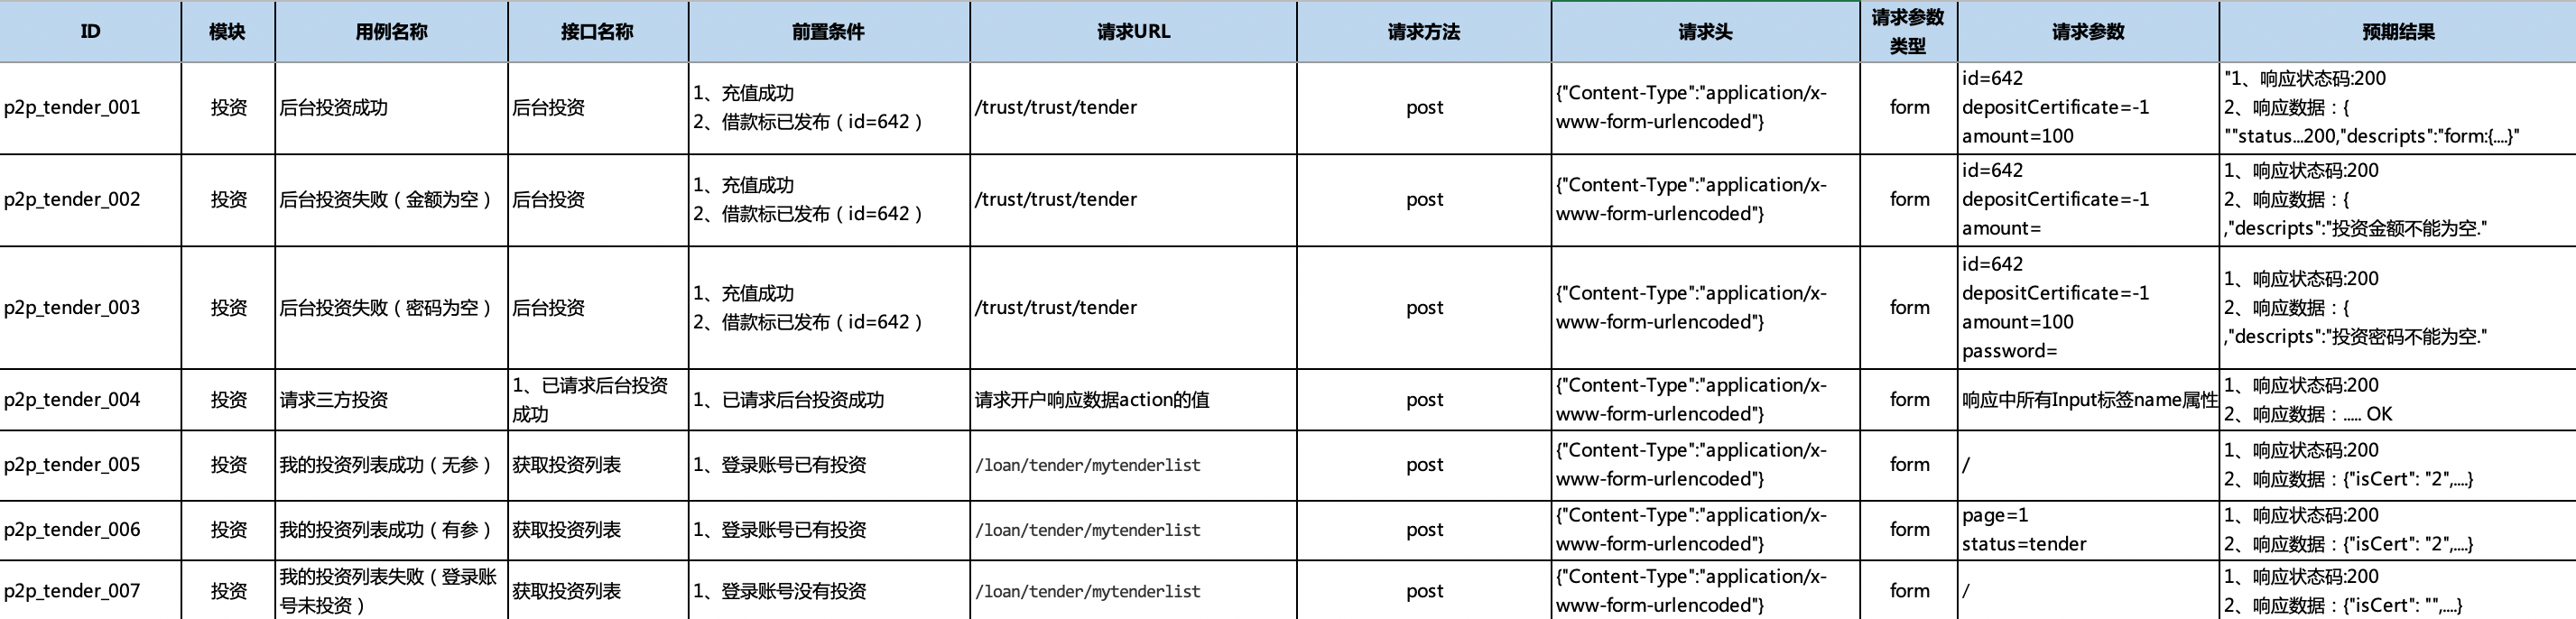 ID
模块
用例名称
接口名称
前置条件
请求URL
请求方法
请求头
请求参数
类型
请求参数
预期结果
p2p_tender_001
投资
后台投资成功
后台投资
1、充值成功
2、借款标已发布（id=642）
/trust/trust/tender
post
{"Content-Type":"application/x-
www-form-urlencoded"}
form
id=642
depositCertificate=-1
amount=100
"1、响应状态码:200
2、响应数据：{
""status...200,"descripts":"form:{....}"
p2p_tender_002
投资
后台投资失败（金额为空）
后台投资
1、充值成功
2、借款标已发布（id=642）
/trust/trust/tender
post
{"Content-Type":"application/x-
www-form-urlencoded"}
form
id=642
depositCertificate=-1
amount=
1、响应状态码:200
2、响应数据：{
,"descripts":"投资金额不能为空."
p2p_tender_003
投资
后台投资失败（密码为空）
后台投资
1、充值成功
2、借款标已发布（id=642）
/trust/trust/tender
post
{"Content-Type":"application/x-
www-form-urlencoded"}
form
id=642
depositCertificate=-1
amount=100
password=
1、响应状态码:200
2、响应数据：{
,"descripts":"投资密码不能为空."
p2p_tender_004
投资
请求三方投资
1、已请求后台投资
成功
1、已请求后台投资成功
请求开户响应数据action的值
post
{"Content-Type":"application/x-
www-form-urlencoded"}
form
响应中所有Input标签name属性
1、响应状态码:200
2、响应数据：..... OK
p2p_tender_005
投资
我的投资列表成功（无参）
获取投资列表
1、登录账号已有投资
/loan/tender/mytenderlist
post
{"Content-Type":"application/x-
www-form-urlencoded"}
form
/
1、响应状态码:200
2、响应数据：{"isCert": "2",....}
p2p_tender_006
投资
我的投资列表成功（有参）
获取投资列表
1、登录账号已有投资
/loan/tender/mytenderlist
post
{"Content-Type":"application/x-
www-form-urlencoded"}
form
page=1
status=tender
1、响应状态码:200
2、响应数据：{"isCert": "2",....}
p2p_tender_007
投资
我的投资列表失败（登录账
号未投资）
获取投资列表
1、登录账号没有投资
/loan/tender/mytenderlist
post
{"Content-Type":"application/x-
www-form-urlencoded"}
form
/
1、响应状态码:200
2、响应数据：{"isCert": "",....}